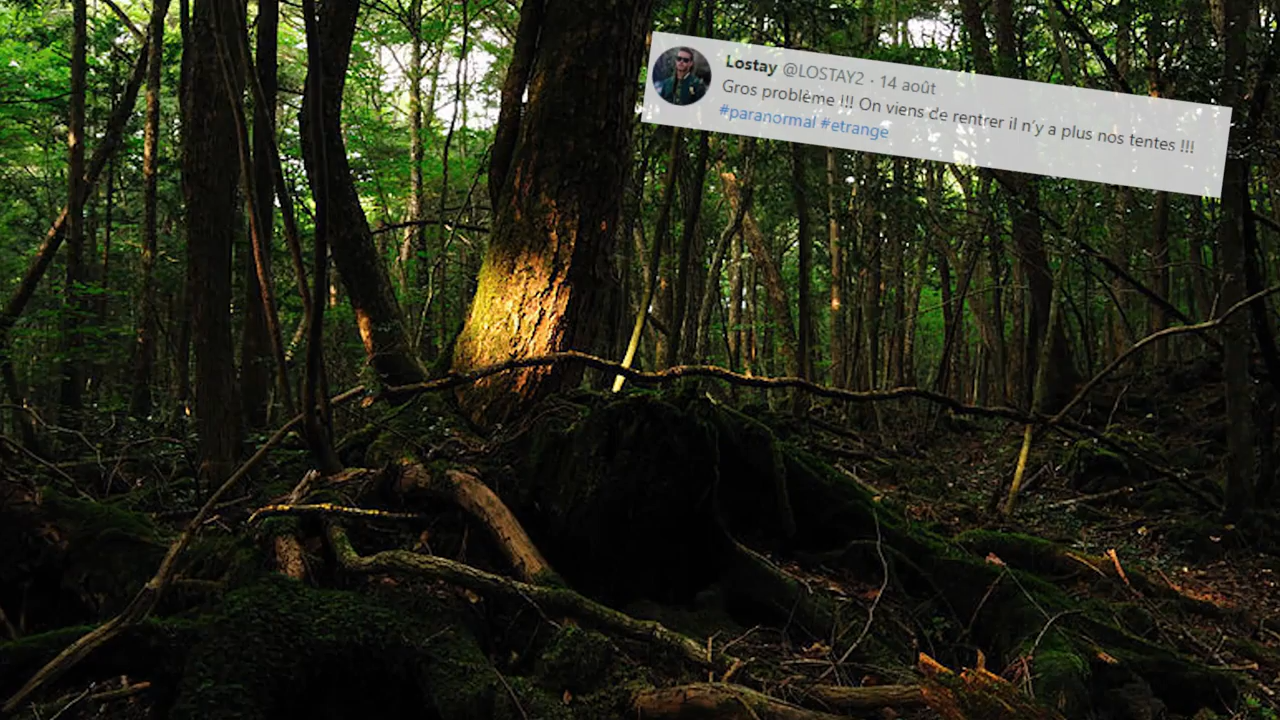 Lostay @LOSTAY2 · 14 août
Gros problème !!! On viens de rentrer il n'y a plus nos tentes !!!
#paranormal #etrange